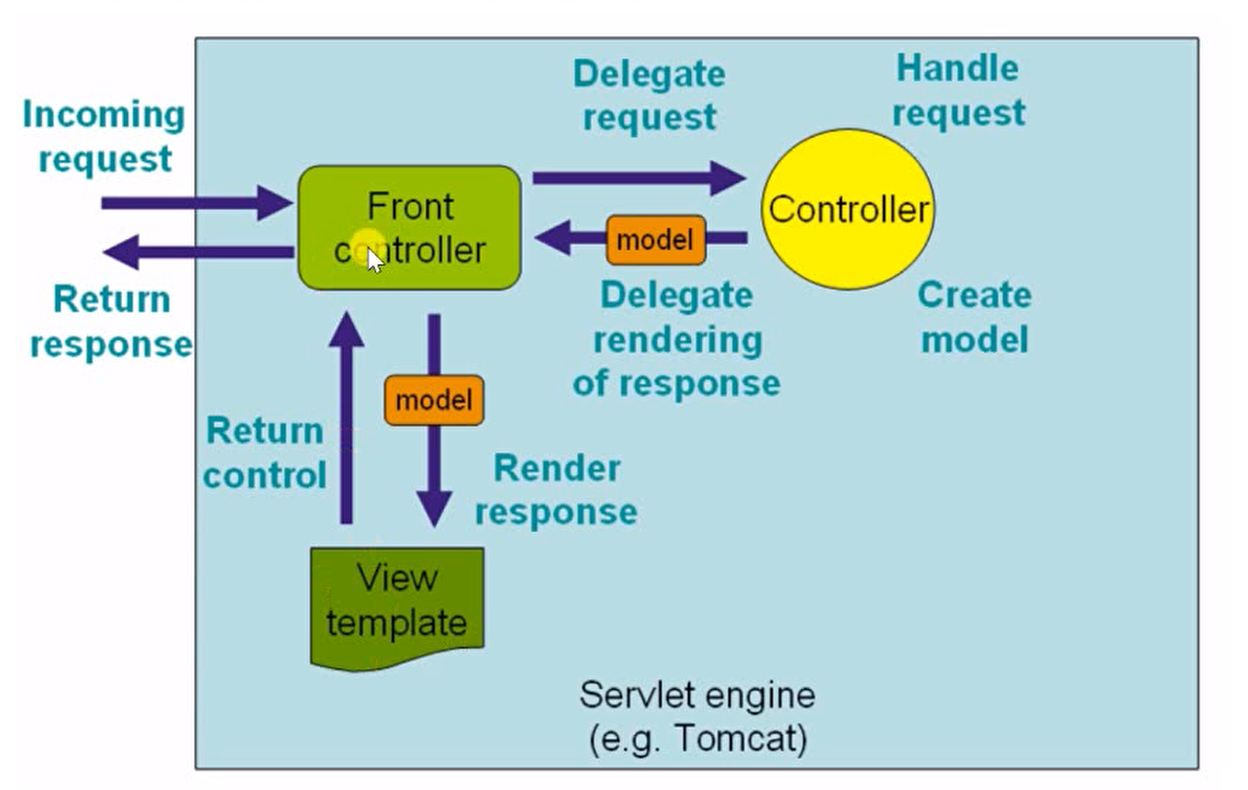 Incoming
request
Return
response
Front
controller
Delegate
request
Handle
request
Controller
model
Delegate
rendering
of response
Create
model
Return
control
model
Render
response
View
template
Servlet engine
(e.g. Tomcat)